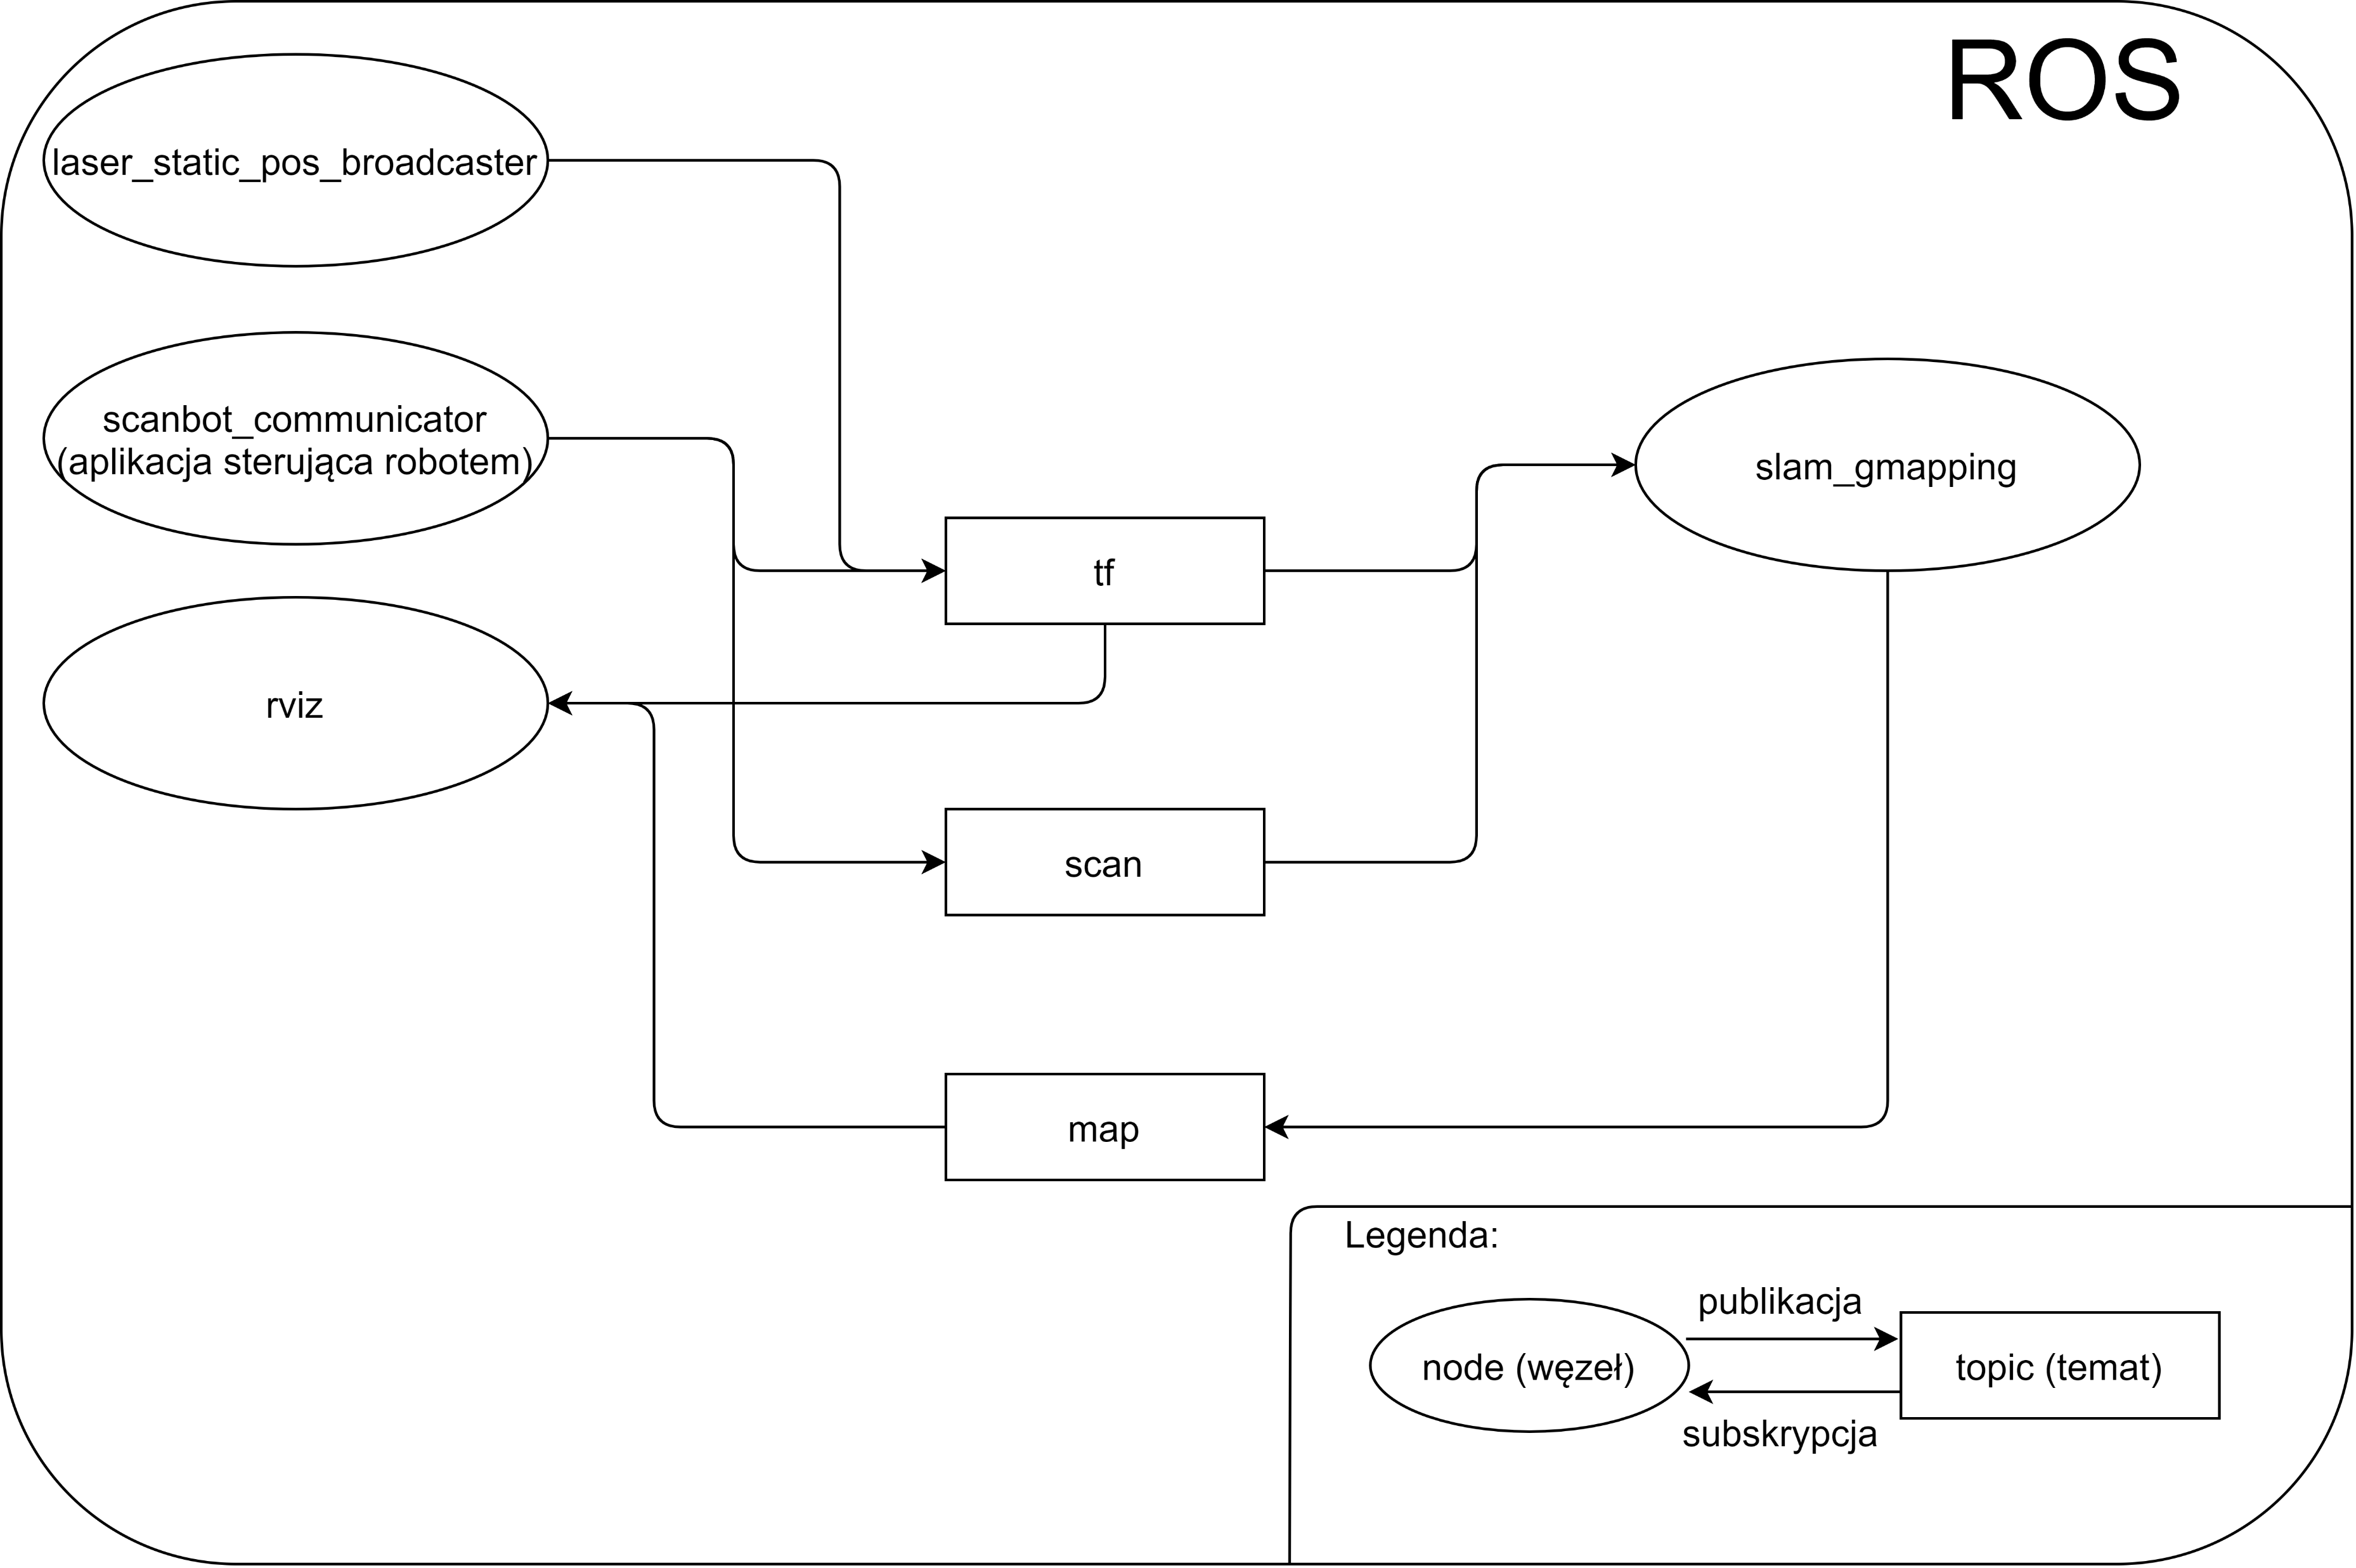 ROS
laser_static_pos_broadcaster
scanbot_communicator
(aplikacja sterująca robotem)
slam_gmapping
tf
rviz
scan
map
Legenda:
publikacja
node (węzeł)
topic (temat)
subskrypcja